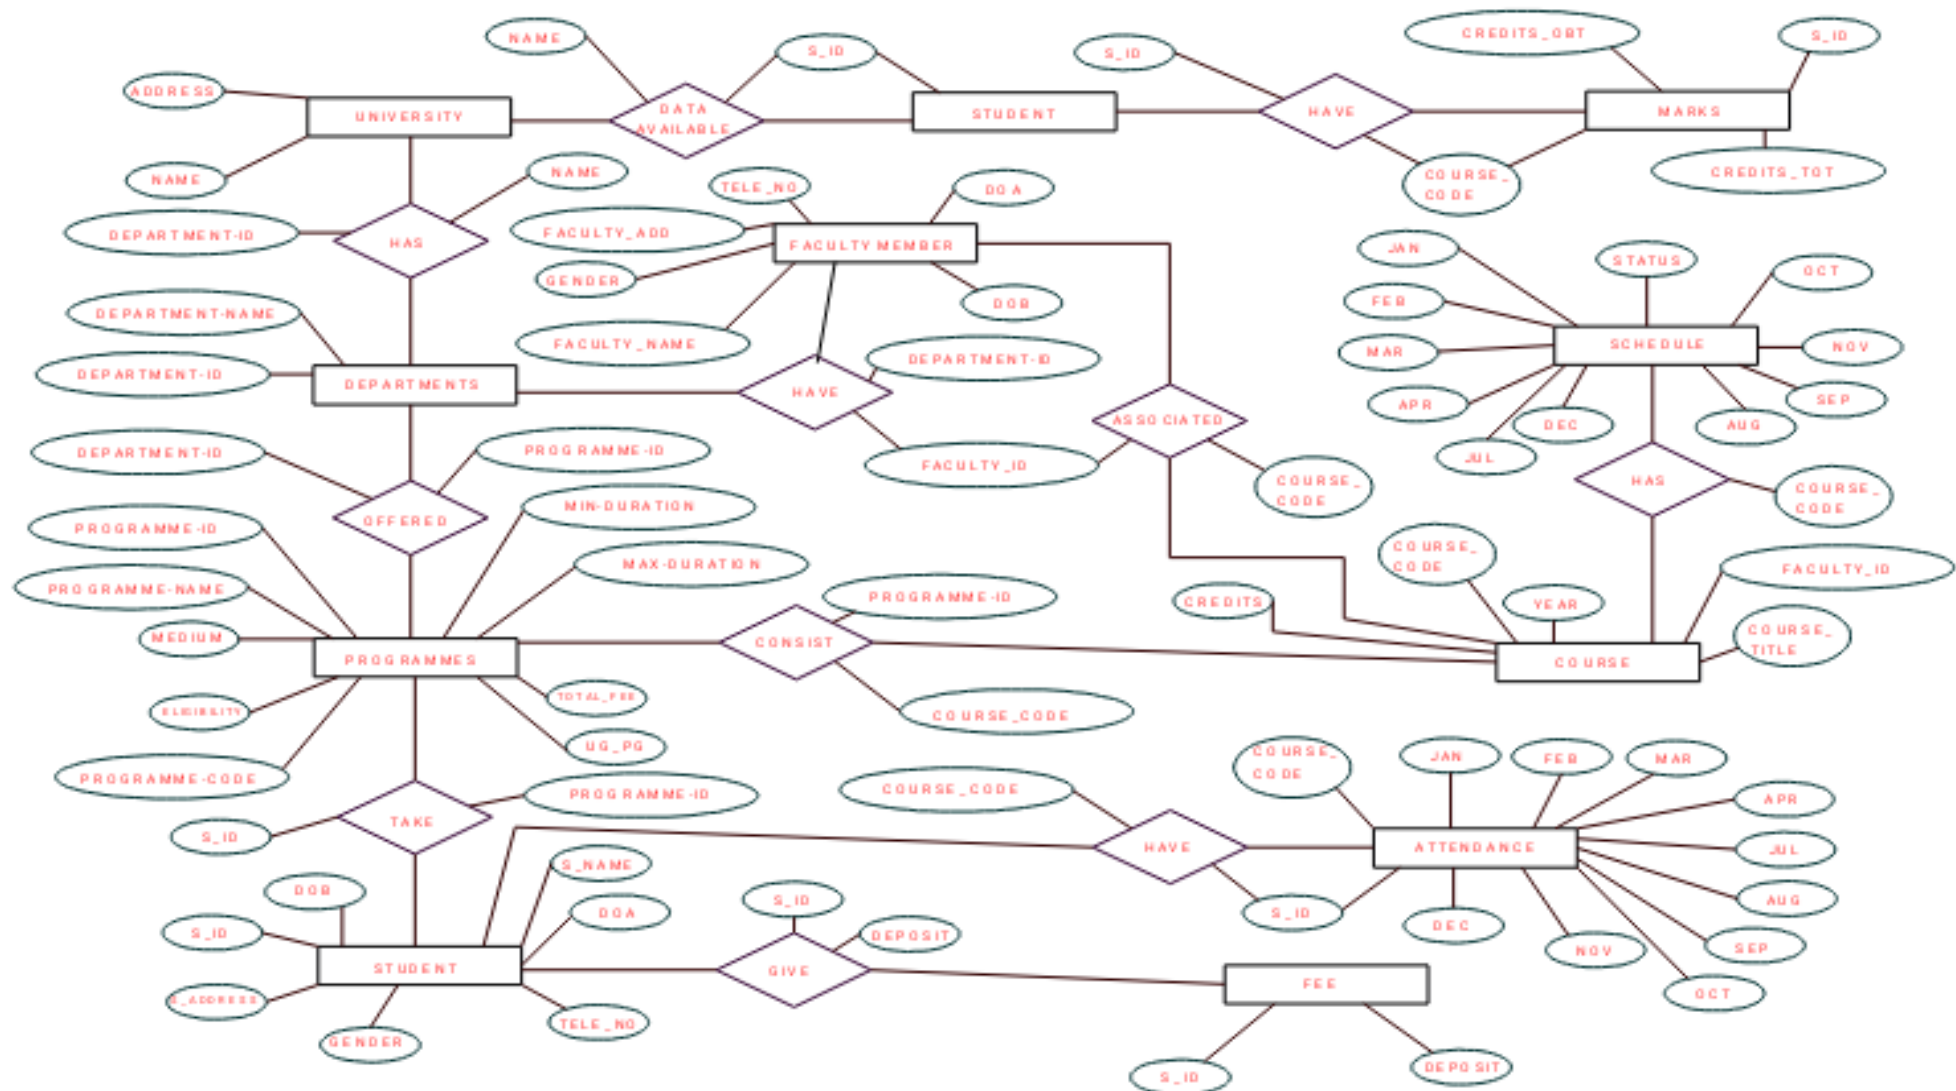 NAME
S_ID
S_ID
CREDITS_OBT
S_ID
ADDRESS
UNIVERSITY
DATA
AVAILABLE
STUDENT
HAVE
MARKS
NAME
NAME
TELE_NO
DOA
COURSE_
CODE
CREDITS_TOT
DEPARTMENT-ID
HAS
FACULTY_ADD
FACULTY MEMBER
JAN
STATUS
OCT
GENDER
DOB
FEB
DEPARTMENT-NAME
FACULTY_NAME
DEPARTMENT-ID
MAR
SCHEDULE
NOV
DEPARTMENT-ID
DEPARTMENTS
HAVE
ASSOCIATED
APR
DEC
AUG
SEP
DEPARTMENT-ID
PROGRAMME-ID
FACULTY_ID
COURSE_
CODE
JUL
HAS
COURSE_
CODE
OFFERED
MIN-DURATION
PROGRAMME-ID
MAX-DURATION
COURSE_
CODE
FACULTY_ID
PROGRAMME-NAME
PROGRAMME-ID
CREDITS
YEAR
MEDIUM
PROGRAMMES
CONSIST
COURSE
COURSE_
TITLE
ELIGIBILITY
TOTAL_FEE
COURSE_CODE
UG_PG
PROGRAMME-CODE
PROGRAMME-ID
COURSE_CODE
COURSE_
CODE
JAN
FEB
MAR
APR
S_ID
TAKE
HAVE
ATTENDANCE
JUL
DOB
S_NAME
S_ID
AUG
S_ID
DOA
DEPOSIT
S_ID
DEC
NOV
SEP
STUDENT
GIVE
FEE
OCT
S_ADDRESS
GENDER
TELE_NO
S_ID
DEPOSIT